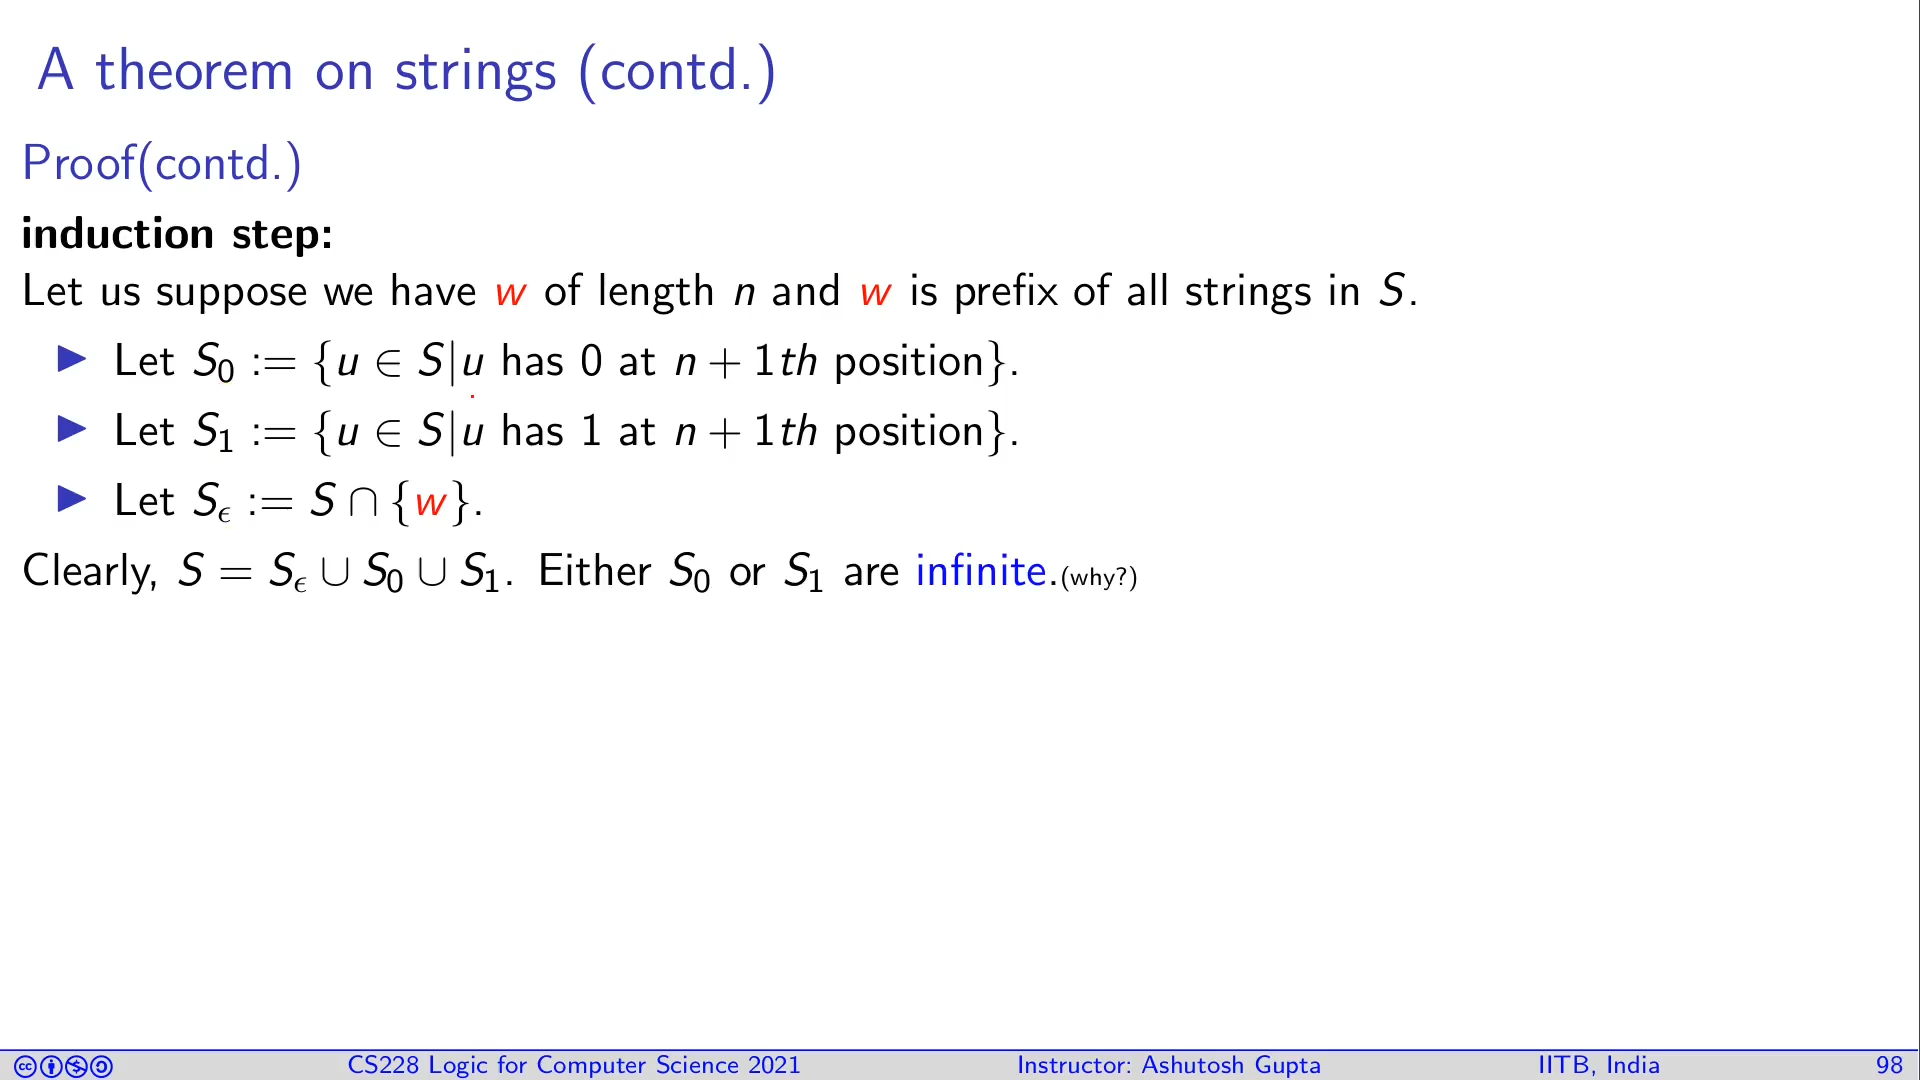 A theorem on strings (contd.)
Proof(contd.)
induction step:
Let us suppose we have w of length n and w is prefix of all strings in S.
▶ Let S₀ := {u ∈ S|u has 0 at n + 1th position}.
▶ Let S₁ := {u ∈ S|u has 1 at n + 1th position}.
▶ Let Sϵ := S ∩ {w}.
Clearly, S = Sϵ ∪ S₀ ∪ S₁. Either S₀ or S₁ are infinite.(why?)
CS228 Logic for Computer Science 2021 Instructor: Ashutosh Gupta IITB, India 98